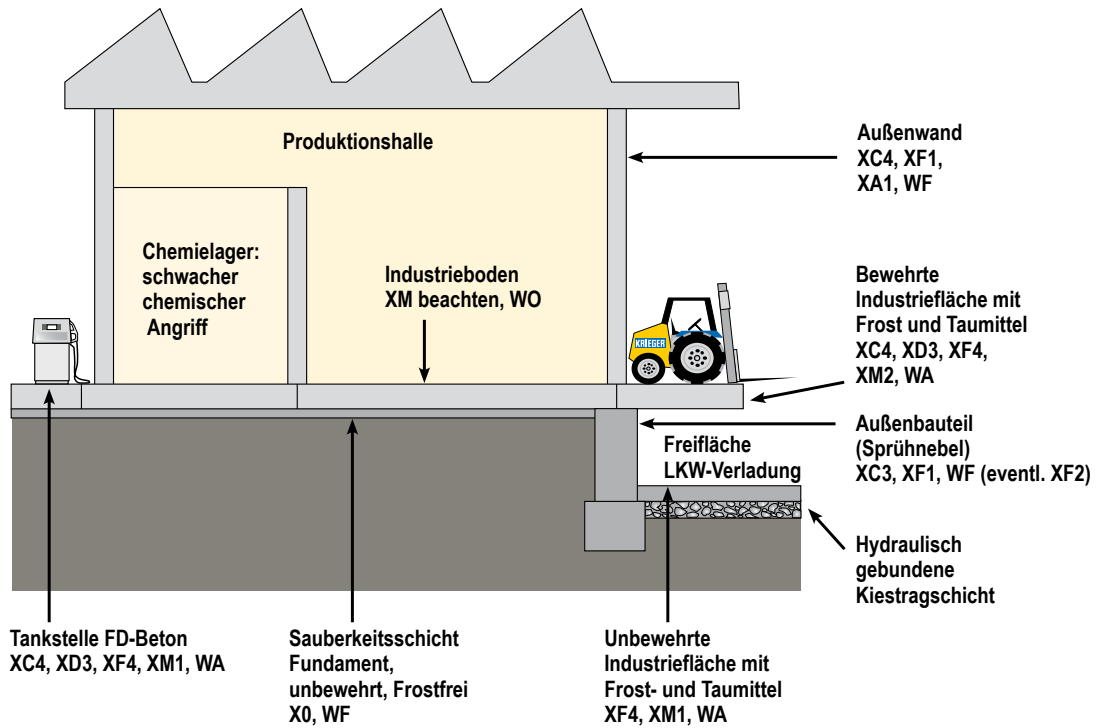 Produktionshalle
Außenwand
XC4, XF1,
XA1, WF
Chemielager:
schwacher
chemischer
Angriff
Industrieboden
XM beachten, WO
Bewehrte
Industriefläche mit
Frost und Taumittel
XC4, XD3, XF4,
XM2, WA
KRIEGER
Außenbauteil
(Sprühnebel)
XC3, XF1, WF (eventl. XF2)
Freifläche
LKW-Verladung
Hydraulisch
gebundene
Kiestragschicht
Tankstelle FD-Beton
XC4, XD3, XF4, XM1, WA
Sauberkeitsschicht
Fundament,
unbewehrt, Frostfrei
X0, WF
Unbewehrte
Industriefläche mit
Frost- und Taumittel
XF4, XM1, WA